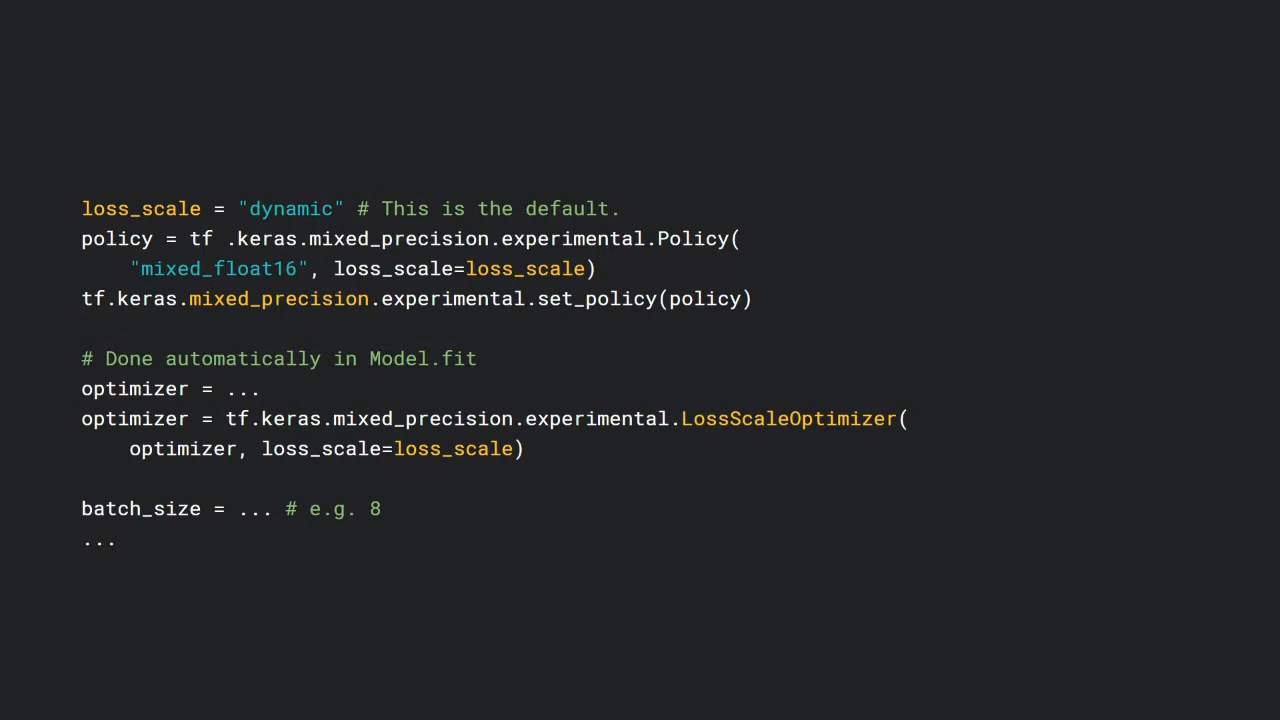 loss_scale = "dynamic" # This is the default.
policy = tf .keras.mixed_precision.experimental.Policy(
    "mixed_float16", loss_scale=loss_scale)
tf.keras.mixed_precision.experimental.set_policy(policy)

# Done automatically in Model.fit
optimizer = ...
optimizer = tf.keras.mixed_precision.experimental.LossScaleOptimizer(
    optimizer, loss_scale=loss_scale)

batch_size = ... # e.g. 8
...